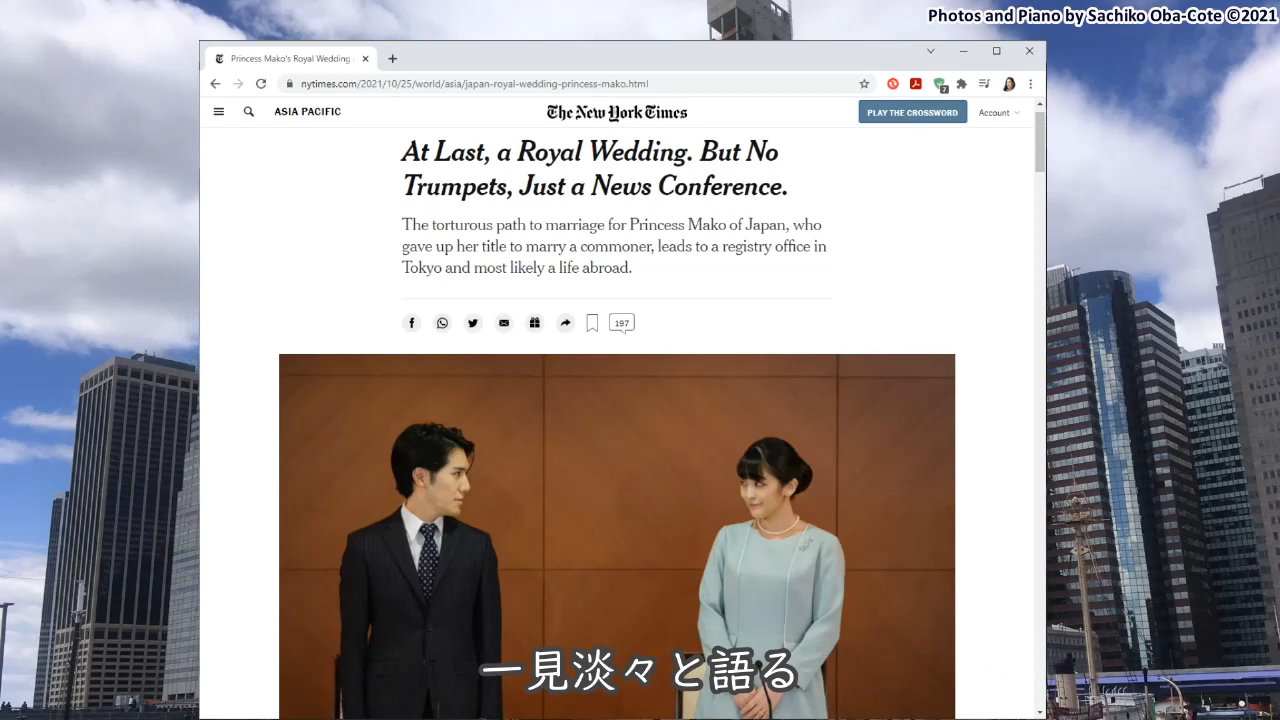 Photos and Piano by Sachiko Oba-Cote ©2021
Princess Mako's Royal Wedding
nytimes.com/2021/10/25/world/asia/japan-royal-wedding-princess-mako.html
7
ASIA PACIFIC
The New York Times
PLAY THE CROSSWORD
Account
At Last, a Royal Wedding. But No
Trumpets, Just a News Conference.
The torturous path to marriage for Princess Mako of Japan, who
gave up her title to marry a commoner, leads to a registry office in
Tokyo and most likely a life abroad.
197
一見淡々と語る